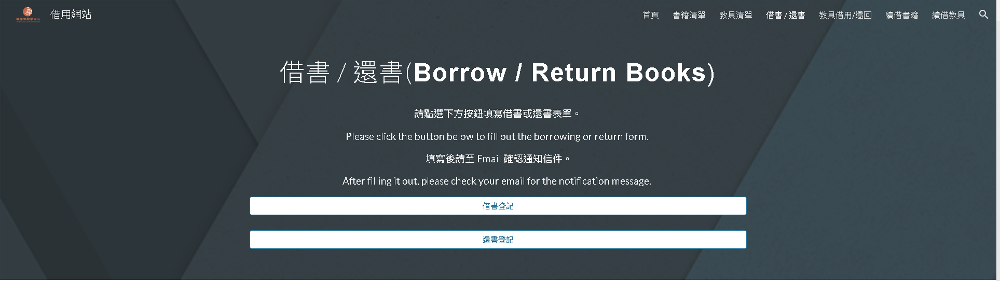 借用網站
首頁 書籍清單 教具清單 借書 / 還書 教具借用/還回 續借書籍 續借教具
借書 / 還書(Borrow / Return Books)
請點選下方按鈕填寫借書或還書表單。
Please click the button below to fill out the borrowing or return form.
填寫後請至 Email 確認通知信件。
After filling it out, please check your email for the notification message.
借書登記
還書登記